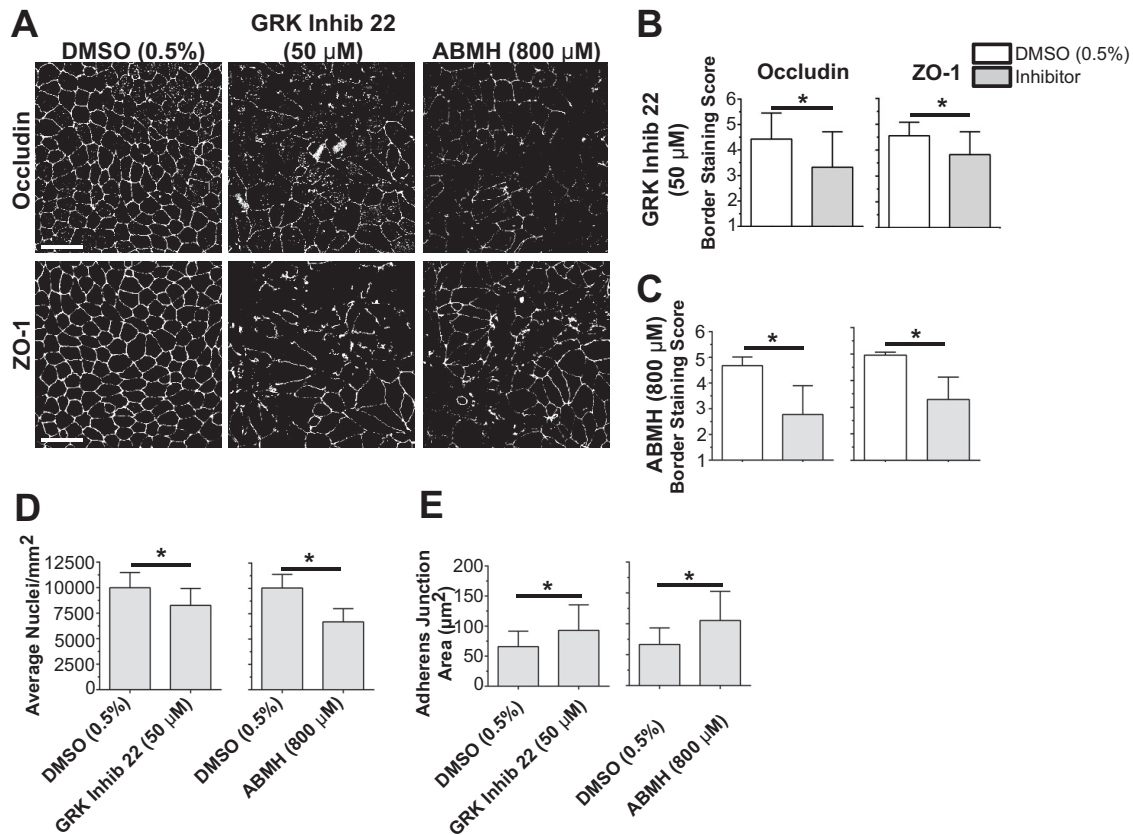 A
DMSO (0.5%)
GRK Inhib 22
(50 µM)
ABMH (800 µM)
Occludin
ZO-1
B
DMSO (0.5%)
Inhibitor
Occludin
ZO-1
GRK Inhib 22
(50 µM)
Border Staining Score
6
5
4
3
2
1
*
*
C
ABMH (800 µM)
Border Staining Score
6
5
4
3
2
1
*
*
D
Average Nuclei/mm²
12500
10000
7500
5000
2500
0
*
*
DMSO (0.5%)
GRK Inhib 22 (50 µM)
DMSO (0.5%)
ABMH (800 µM)
E
Adherens Junction
Area (µm²)
200
150
100
50
0
*
*
DMSO (0.5%)
GRK Inhib 22 (50 µM)
DMSO (0.5%)
ABMH (800 µM)